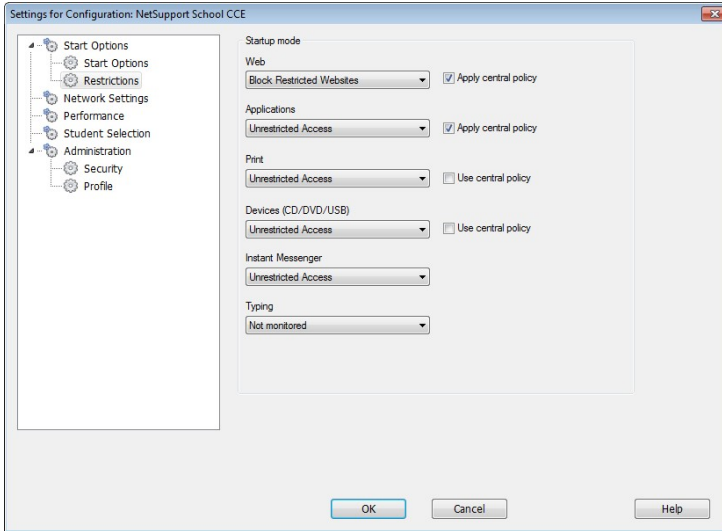 Settings for Configuration: NetSupport School CCE
Start Options
Start Options
Restrictions
Network Settings
Performance
Student Selection
Administration
Security
Profile
Startup mode
Web
Block Restricted Websites
Apply central policy
Applications
Unrestricted Access
Apply central policy
Print
Unrestricted Access
Use central policy
Devices (CD/DVD/USB)
Unrestricted Access
Use central policy
Instant Messenger
Unrestricted Access
Typing
Not monitored
OK
Cancel
Help